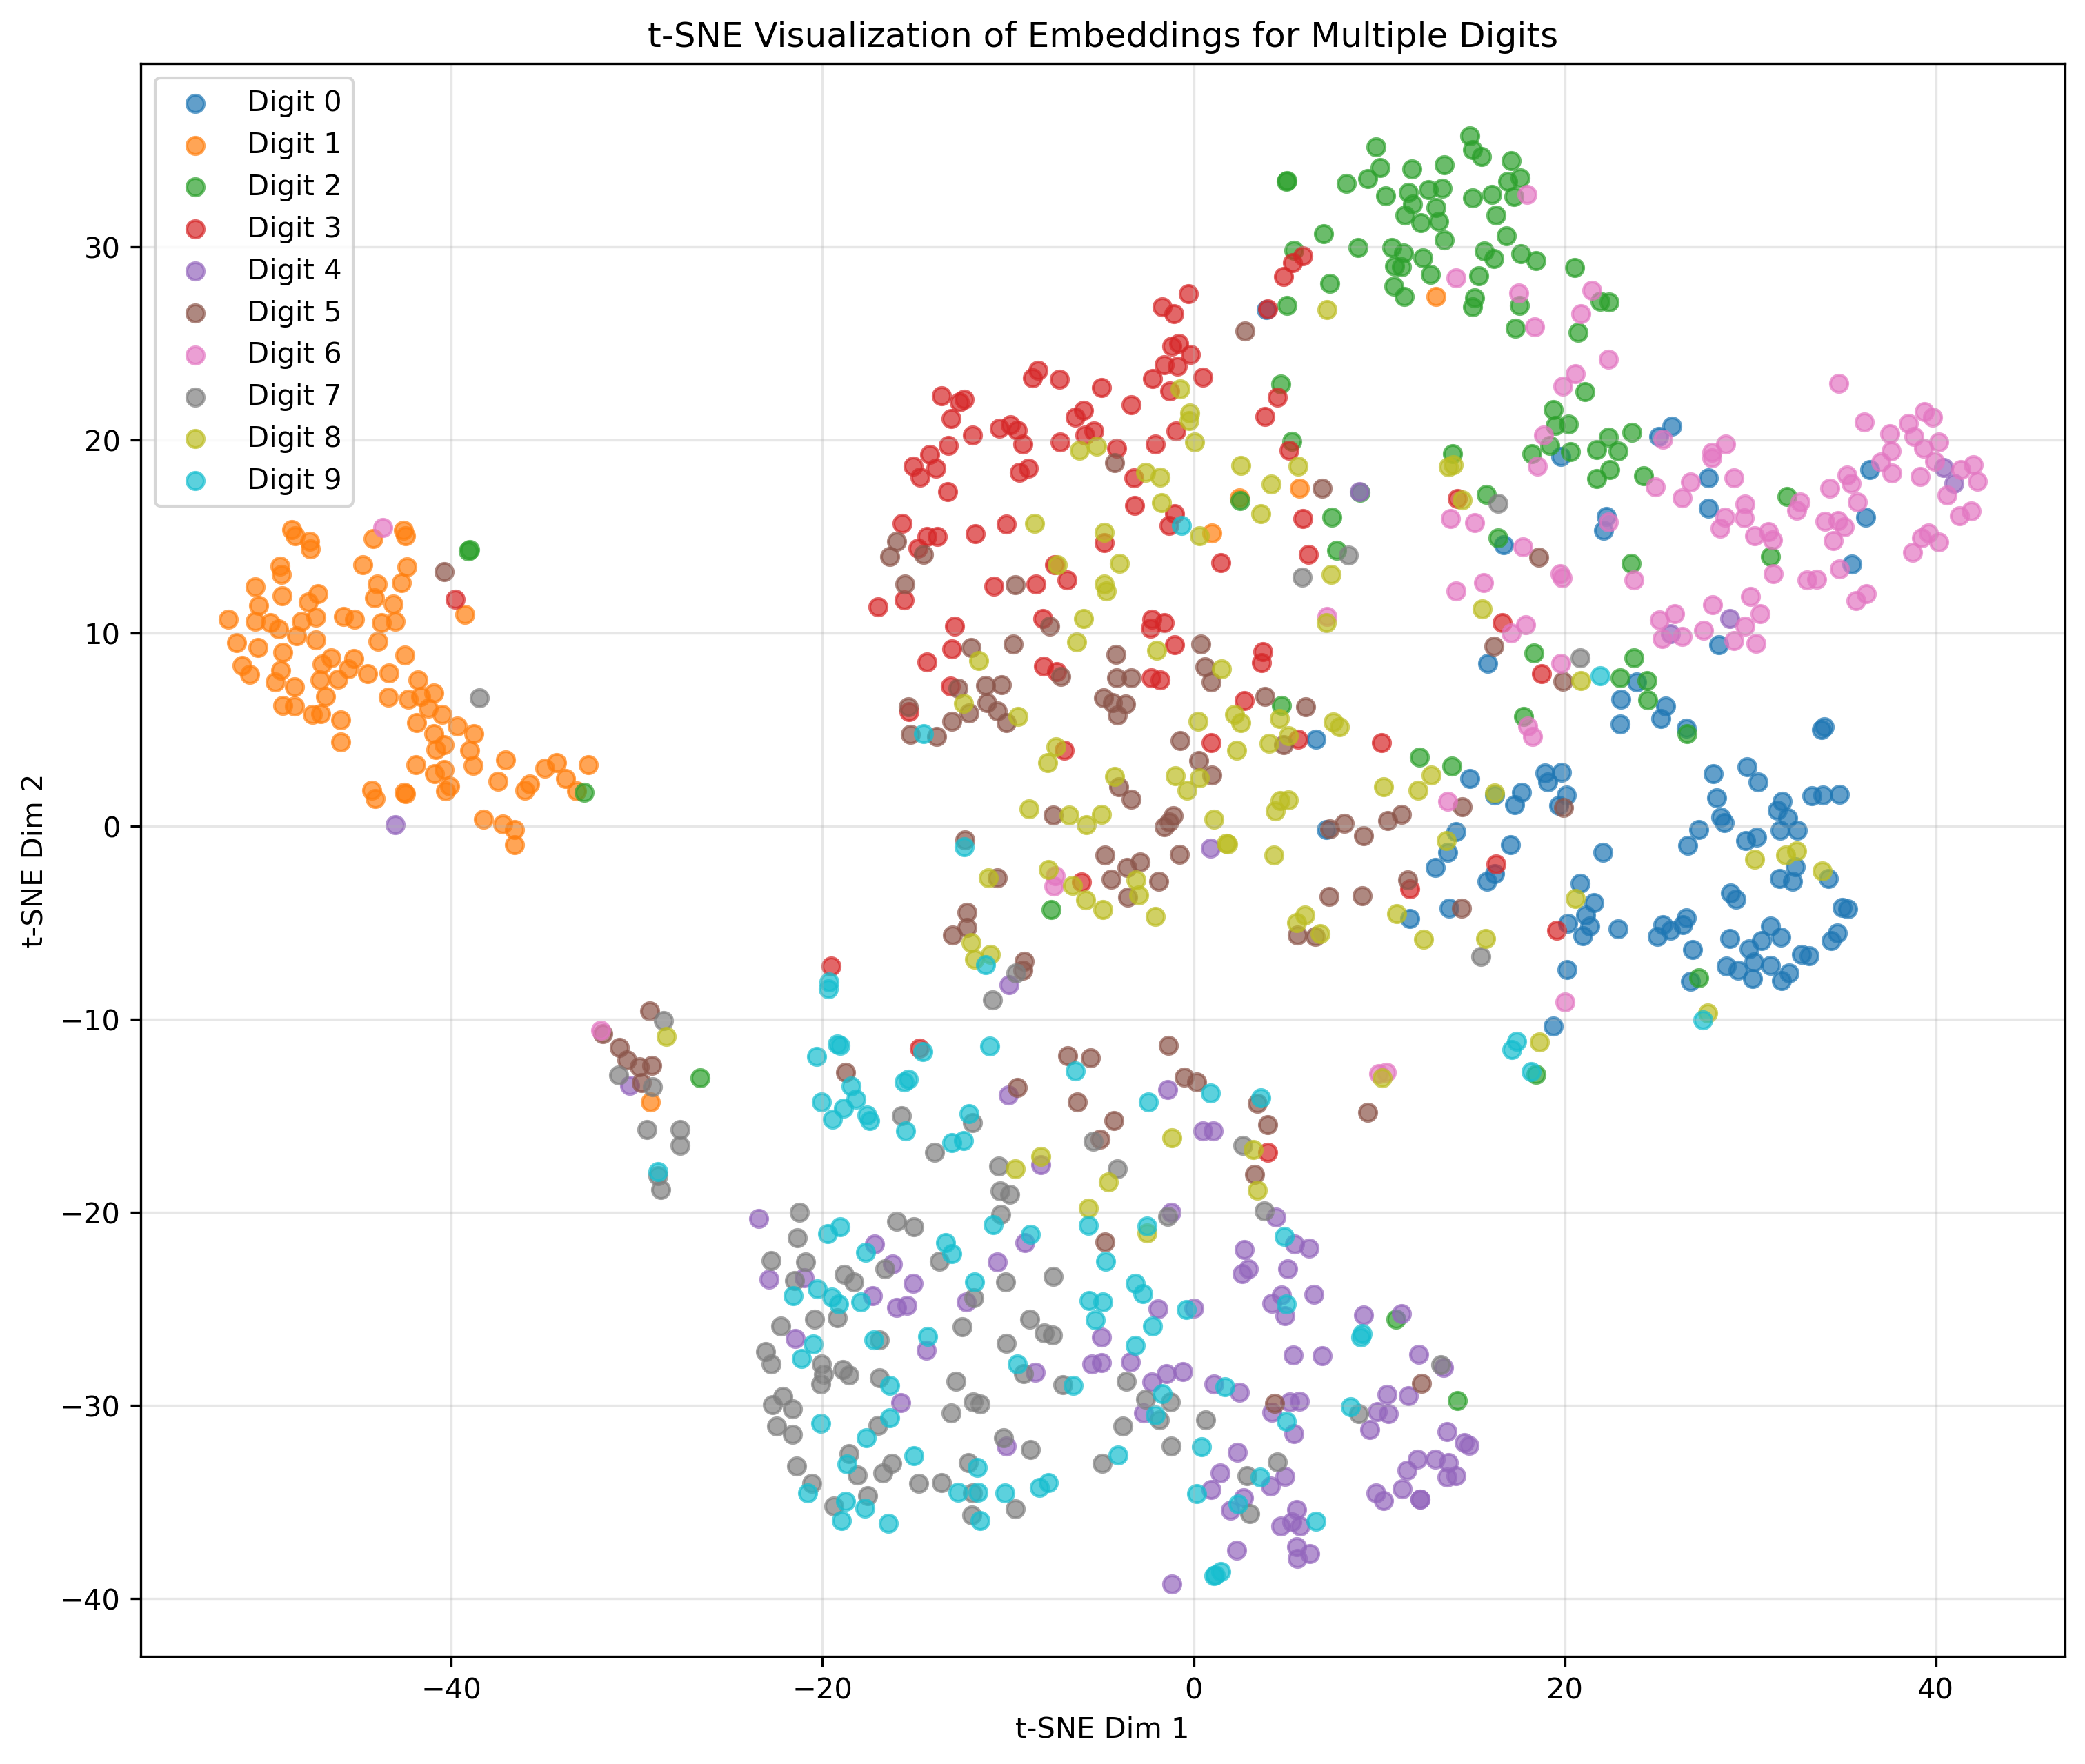 t-SNE Visualization of Embeddings for Multiple Digits
Digit 0
Digit 1
Digit 2
Digit 3
Digit 4
Digit 5
Digit 6
Digit 7
Digit 8
Digit 9
30
20
10
0
−10
−20
−30
−40
t-SNE Dim 2
−40
−20
0
20
40
t-SNE Dim 1